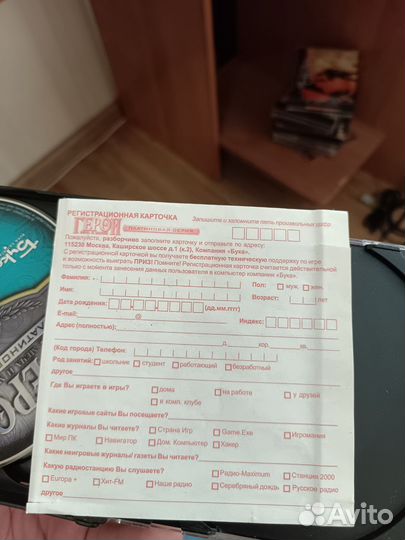 РЕГИСТРАЦИОННАЯ КАРТОЧКА
ГЕРОИ
ПЛАТИНОВАЯ СЕРИЯ
Запишите и запомните пять произвольных цифр
Пожалуйста, разборчиво заполните карточку и отправьте по адресу:
115230 Москва, Каширское шоссе д.1 (к.2), Компания «Бука».
С регистрационной карточкой вы получаете бесплатную техническую поддержку по игре
и возможность выиграть ПРИЗ! Помните! Регистрационная карточка считается действительной
только с момента занесения данных пользователя в компьютер компании «Бука».
Фамилия: Пол: муж. жен.
Имя: Возраст: лет
Дата рождения: (дд.мм.гггг)
E-mail: @ Индекс:
Адрес (полностью):
д. кор. кв.
(Код города) Телефон:
Род занятий: школьник студент работающий безработный
другое
Где Вы играете в игры? дома на работе у друзей
в комп. клубе
Какие игровые сайты Вы посещаете?
Какие журналы Вы читаете? Страна Игр Game.Exe Игромания
Мир ПК Навигатор Дом. Компьютер Хакер
Какие неигровые журналы/ газеты Вы читаете?
Какую радиостанцию Вы слушаете? Радио-Maximum Станция 2000
Europa + Хит-FM Наше радио Серебряный дождь Русское радио
другое
Avito